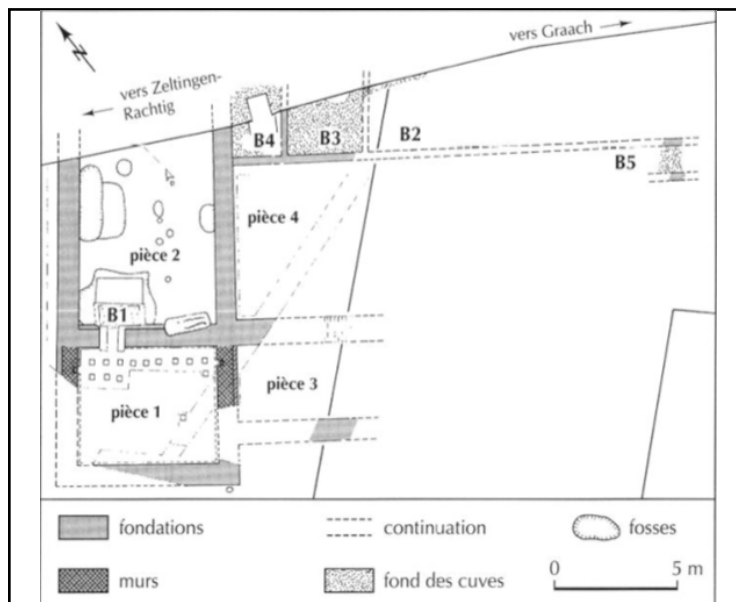 N
vers Graach
vers Zeltingen-
Rachtig
B4
B3
B2
B5
pièce 4
pièce 2
B1
pièce 3
pièce 1
fondations
continuation
fosses
murs
fond des cuves
0
5 m